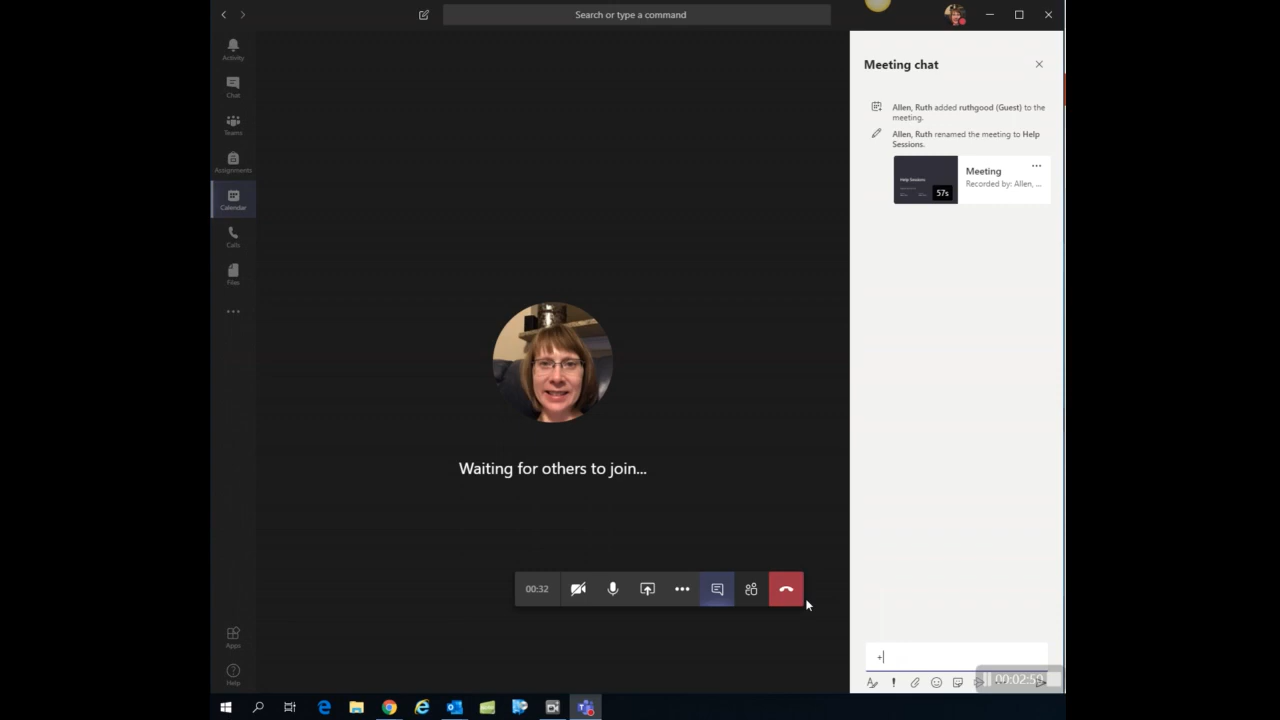 Search or type a command
Activity
Chat
Teams
Assignments
Calendar
Calls
Files
Apps
Help
Waiting for others to join...
00:32
Meeting chat
Allen, Ruth added ruthgood (Guest) to the
meeting.
Allen, Ruth renamed the meeting to Help
Sessions.
Help Sessions
57s
Meeting
Recorded by: Allen, ...
+
00:02:59